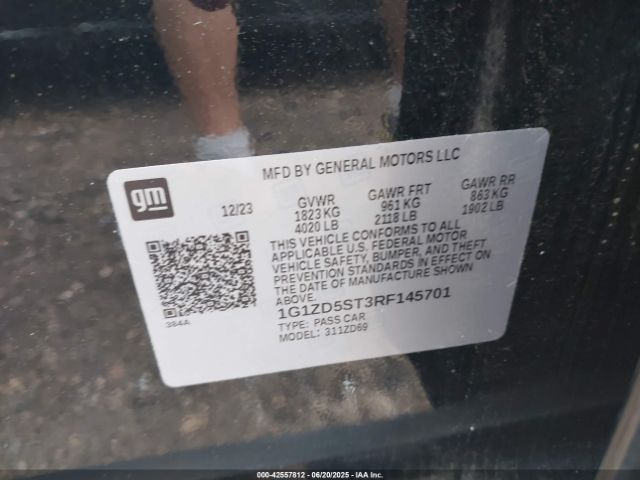 MFD BY GENERAL MOTORS LLC
gm
12/23
GVWR GAWR FRT GAWR RR
1823 KG 961 KG 863 KG
4020 LB 2118 LB 1902 LB
THIS VEHICLE CONFORMS TO ALL
APPLICABLE U.S. FEDERAL MOTOR
VEHICLE SAFETY, BUMPER, AND THEFT
PREVENTION STANDARDS IN EFFECT ON
THE DATE OF MANUFACTURE SHOWN
ABOVE.
1G1ZD5ST3RF145701
TYPE: PASS CAR
MODEL: 311ZD69
384A
000-42557812 - 06/20/2025 - IAA Inc.